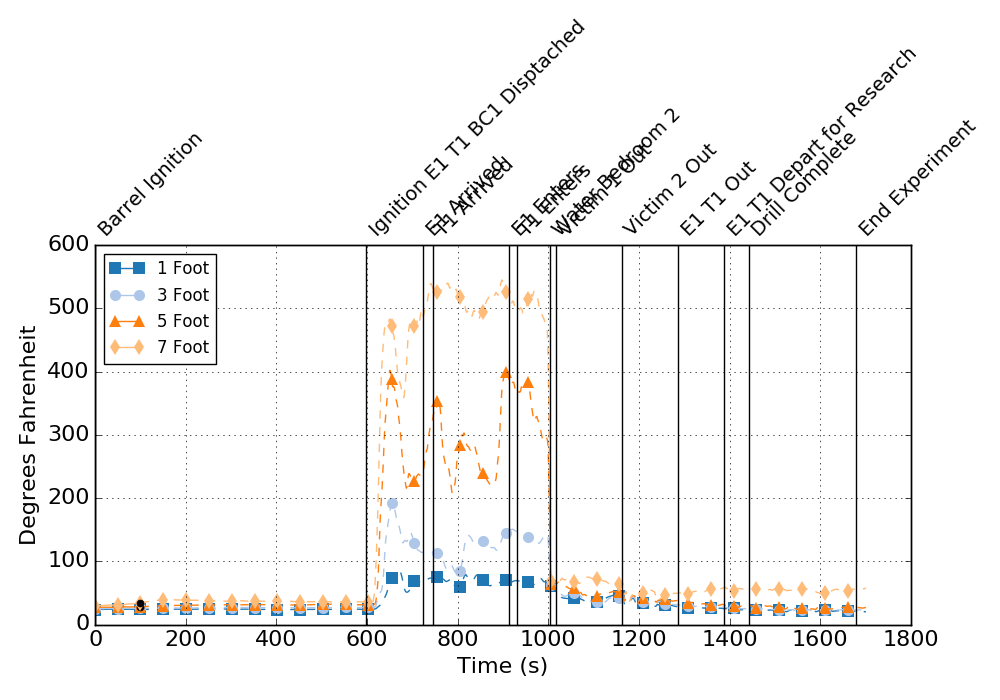 Barrel Ignition
Ignition E1 T1 BC1 Disptached
E1 Arrived
T1 Arrived
E1 Enters
T1 Enters
Water Bedroom 2
Victim 1 Out
Victim 2 Out
E1 T1 Out
E1 T1 Depart for Research
Drill Complete
End Experiment
600
500
400
300
200
100
0
Degrees Fahrenheit
1 Foot
3 Foot
5 Foot
7 Foot
0 200 400 600 800 1000 1200 1400 1600 1800
Time (s)